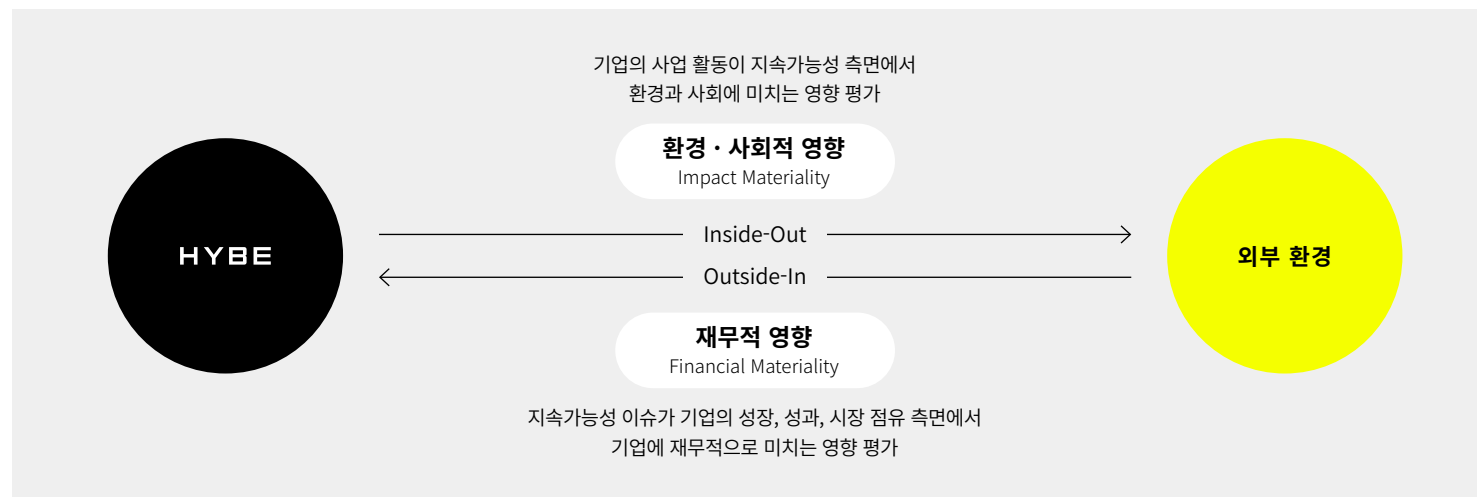 기업의 사업 활동이 지속가능성 측면에서
환경과 사회에 미치는 영향 평가
환경 · 사회적 영향
Impact Materiality
HYBE
Inside-Out
Outside-In
외부 환경
재무적 영향
Financial Materiality
지속가능성 이슈가 기업의 성장, 성과, 시장 점유 측면에서
기업에 재무적으로 미치는 영향 평가